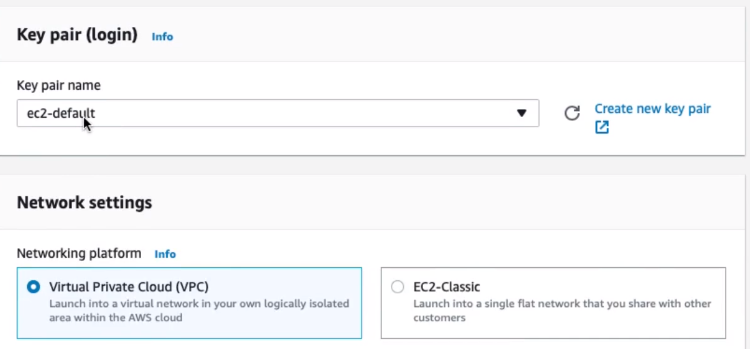 Key pair (login) Info
Key pair name
ec2-default
Create new key pair
Network settings
Networking platform Info
Virtual Private Cloud (VPC)
Launch into a virtual network in your own logically isolated
area within the AWS cloud
EC2-Classic
Launch into a single flat network that you share with other
customers